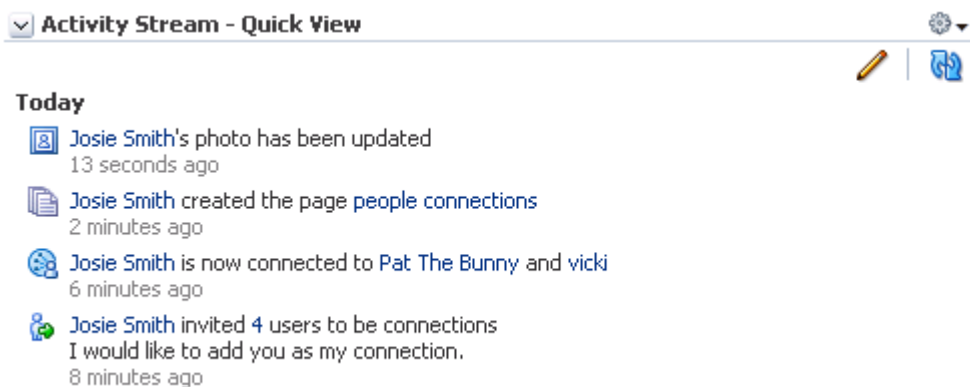 Activity Stream - Quick View
Today
Josie Smith's photo has been updated
13 seconds ago
Josie Smith created the page people connections
2 minutes ago
Josie Smith is now connected to Pat The Bunny and vicki
6 minutes ago
Josie Smith invited 4 users to be connections
I would like to add you as my connection.
8 minutes ago